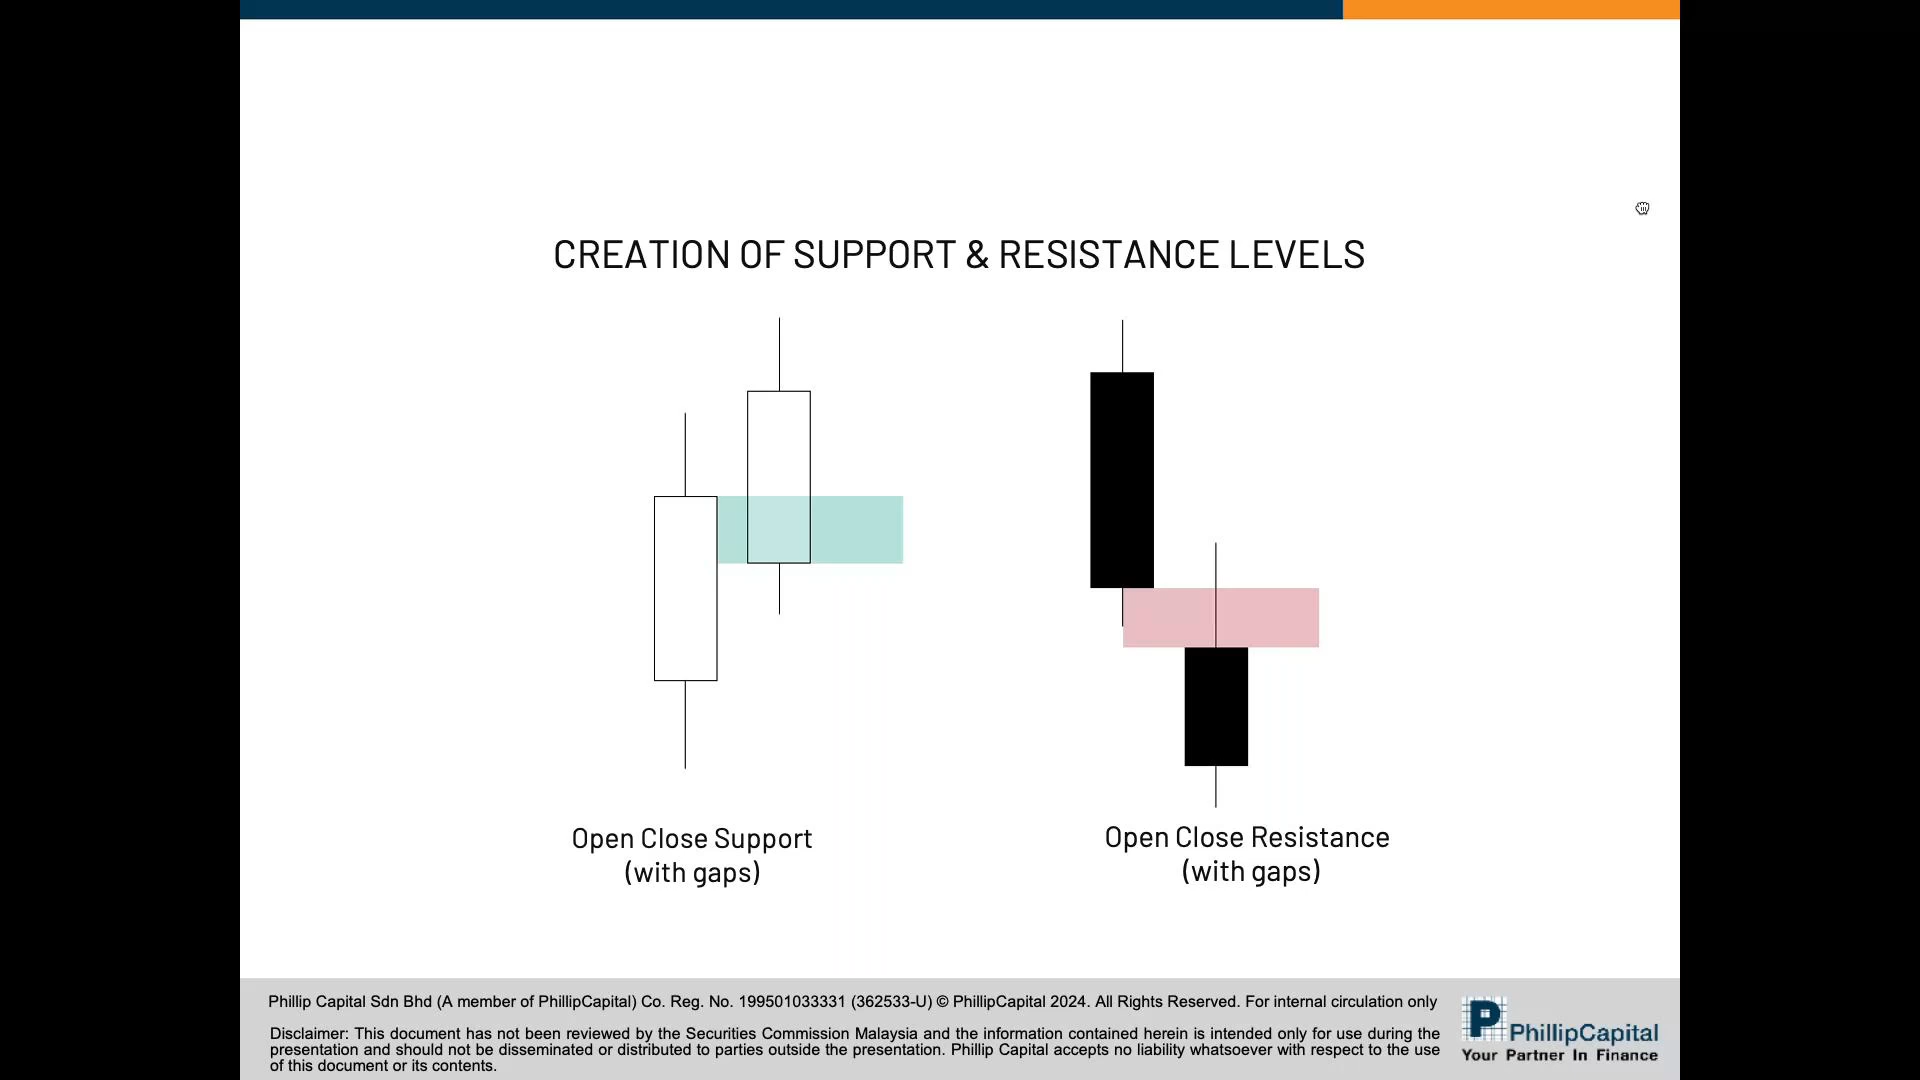 CREATION OF SUPPORT & RESISTANCE LEVELS
Open Close Support
(with gaps)
Open Close Resistance
(with gaps)
Phillip Capital Sdn Bhd (A member of PhillipCapital) Co. Reg. No. 199501033331 (362533-U) © PhillipCapital 2024. All Rights Reserved. For internal circulation only
Disclaimer: This document has not been reviewed by the Securities Commission Malaysia and the information contained herein is intended only for use during the
presentation and should not be disseminated or distributed to parties outside the presentation. Phillip Capital accepts no liability whatsoever with respect to the use
of this document or its contents.
P
PhillipCapital
Your Partner In Finance